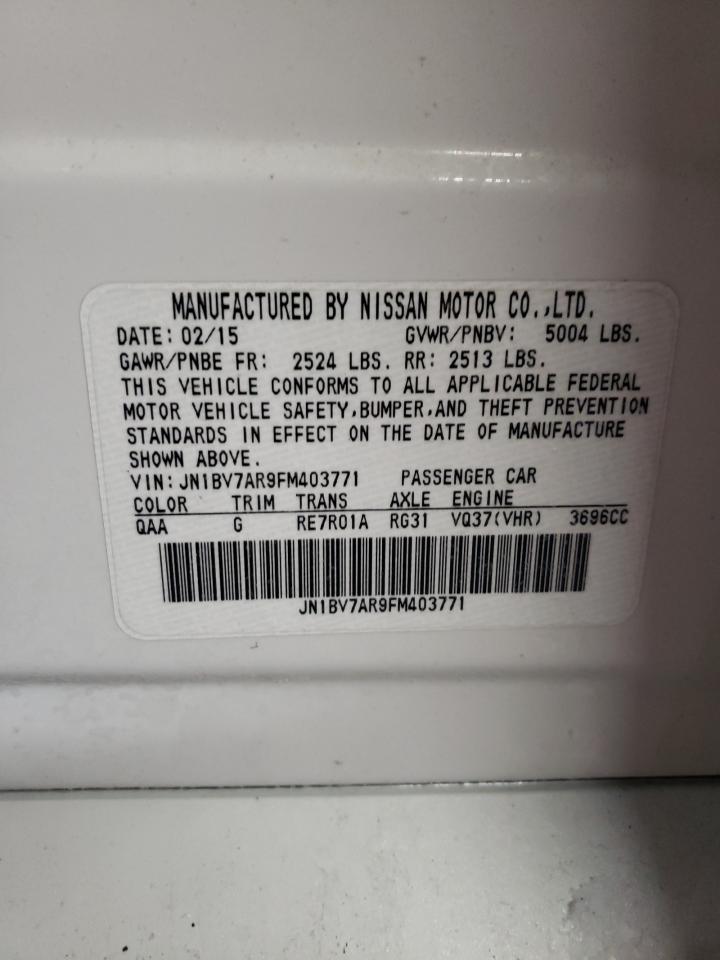 MANUFACTURED BY NISSAN MOTOR CO.,LTD.
DATE: 02/15 GVWR/PNBV: 5004 LBS.
GAWR/PNBE FR: 2524 LBS. RR: 2513 LBS.
THIS VEHICLE CONFORMS TO ALL APPLICABLE FEDERAL
MOTOR VEHICLE SAFETY,BUMPER,AND THEFT PREVENTION
STANDARDS IN EFFECT ON THE DATE OF MANUFACTURE
SHOWN ABOVE.
VIN: JN1BV7AR9FM403771 PASSENGER CAR
COLOR TRIM TRANS AXLE ENGINE
QAA G RE7R01A RG31 VQ37(VHR) 3696CC
JN1BV7AR9FM403771